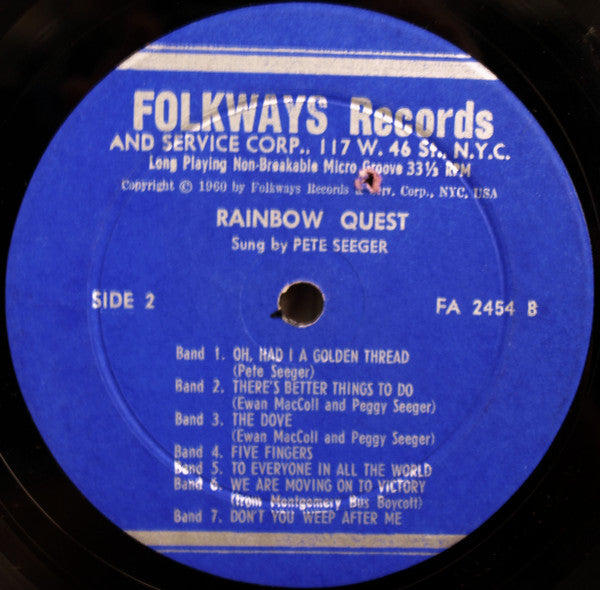 FOLKWAYS Records
AND SERVICE CORP., 117 W. 46 St., N.Y.C.
Long Playing Non-Breakable Micro Groove 33⅓ RPM
Copyright © 1960 by Folkways Records Corp., NYC, USA
RAINBOW QUEST
Sung by PETE SEEGER
SIDE 2
FA 2454 B
Band 1. OH, HAD I A GOLDEN THREAD
(Pete Seeger)
Band 2. THERE'S BETTER THINGS TO DO
(Ewan MacColl and Peggy Seeger)
Band 3. THE DOVE
(Ewan MacColl and Peggy Seeger)
Band 4. FIVE FINGERS
Band 5. TO EVERYONE IN ALL THE WORLD
Band 6. WE ARE MOVING ON TO VICTORY
(from Montgomery Bus Boycott)
Band 7. DON'T YOU WEEP AFTER ME